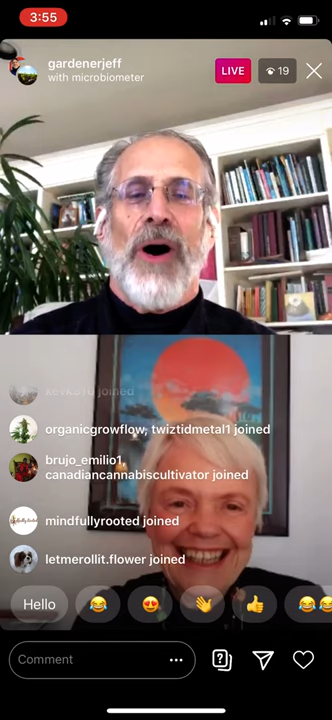 3:55
gardenerjeff
with microbiometer
LIVE
19
organicgrowflow, twiztidmetal1 joined
brujo_emilio1,
canadiancannabiscultivator joined
mindfullyrooted joined
letmerollit.flower joined
Hello
Comment